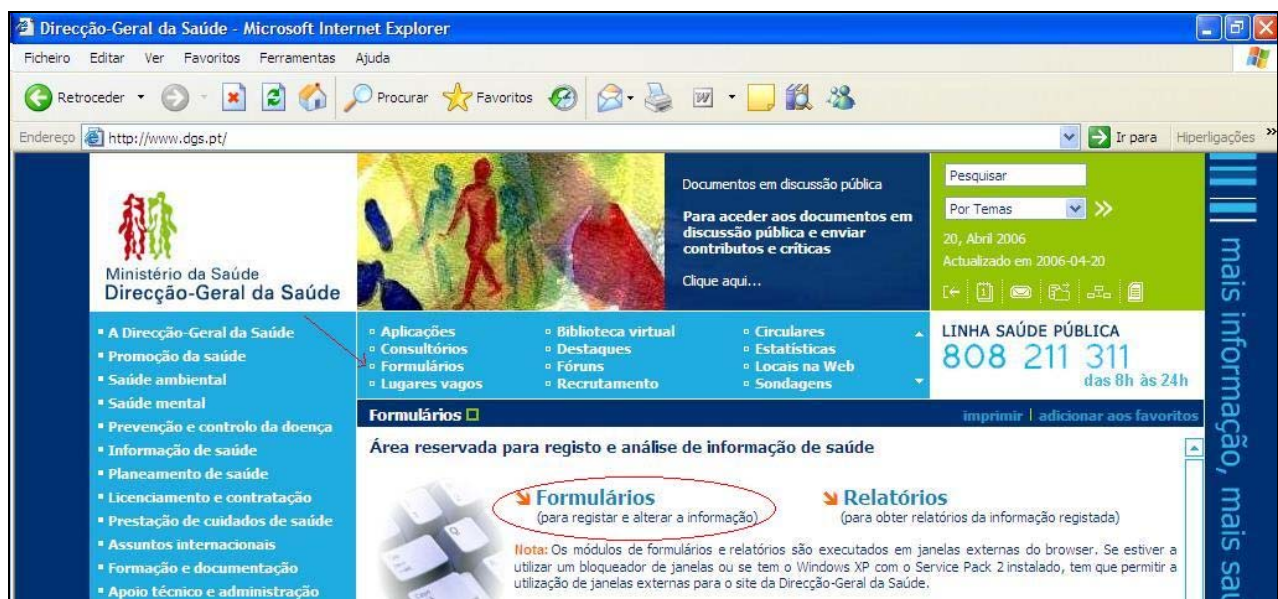 Direcção-Geral da Saúde - Microsoft Internet Explorer
Ficheiro Editar Ver Favoritos Ferramentas Ajuda
Retroceder Procurar Favoritos
Endereço http://www.dgs.pt/ Ir para Hiperligações »
Ministério da Saúde
Direcção-Geral da Saúde
Documentos em discussão pública
Para aceder aos documentos em
discussão pública e enviar
contributos e críticas
Clique aqui...
Pesquisar
Por Temas
20, Abril 2006
Actualizado em 2006-04-20
A Direcção-Geral da Saúde
Promoção da saúde
Saúde ambiental
Saúde mental
Prevenção e controlo da doença
Informação de saúde
Planeamento de saúde
Licenciamento e contratação
Prestação de cuidados de saúde
Assuntos internacionais
Formação e documentação
Apoio técnico e administração
Aplicações Biblioteca virtual Circulares
Consultórios Destaques Estatísticas
Formulários Fóruns Locais na Web
Lugares vagos Recrutamento Sondagens
LINHA SAÚDE PÚBLICA
808 211 311
das 8h às 24h
Formulários imprimir | adicionar aos favoritos
Área reservada para registo e análise de informação de saúde
Formulários
(para registar e alterar a informação)
Relatórios
(para obter relatórios da informação registada)
Nota: Os módulos de formulários e relatórios são executados em janelas externas do browser. Se estiver a
utilizar um bloqueador de janelas ou se tem o Windows XP com o Service Pack 2 instalado, tem que permitir a
utilização de janelas externas para o site da Direcção-Geral da Saúde.
mais informação, mais saú